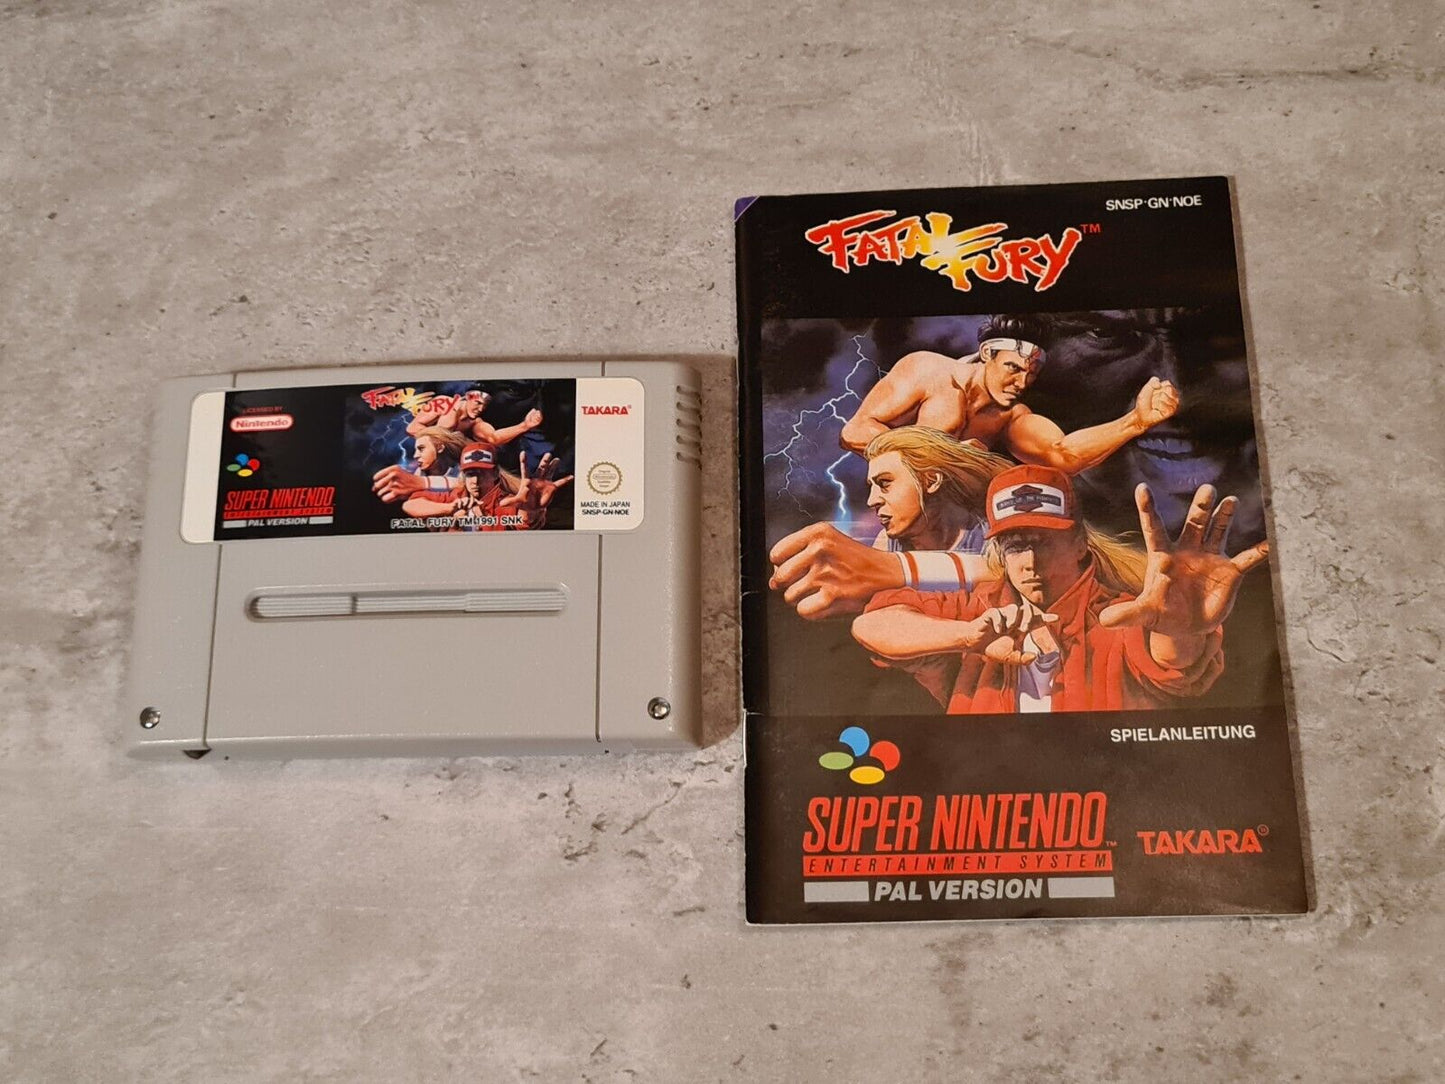 LICENSED BY
Nintendo
FATAL FURY
TAKARA®
SUPER NINTENDO
ENTERTAINMENT SYSTEM
PAL VERSION
FATAL FURY TM 1991 SNK
MADE IN JAPAN
SNSP-GN-NOE
SNSP·GN·NOE
FATAL FURY™
SPIELANLEITUNG
SUPER NINTENDO™
ENTERTAINMENT SYSTEM
PAL VERSION
TAKARA®